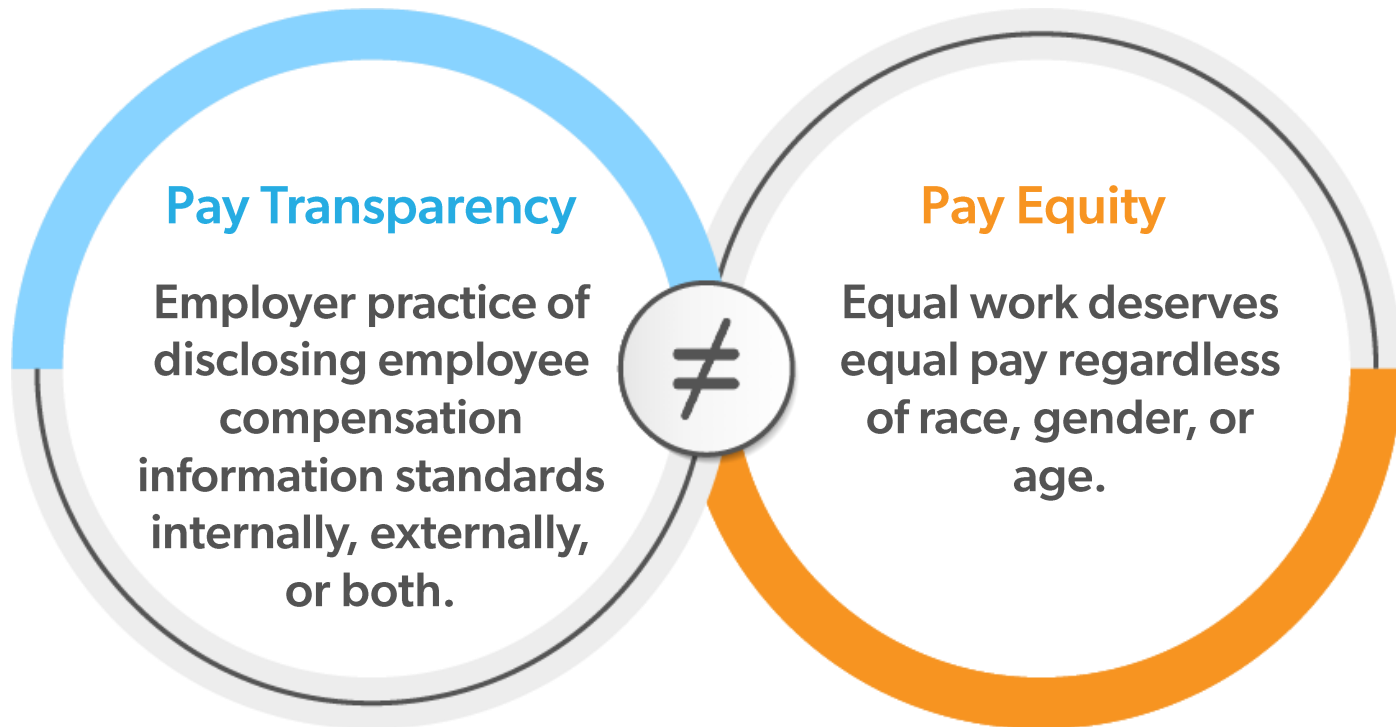 Pay Transparency
Employer practice of
disclosing employee
compensation
information standards
internally, externally,
or both.
≠
Pay Equity
Equal work deserves
equal pay regardless
of race, gender, or
age.